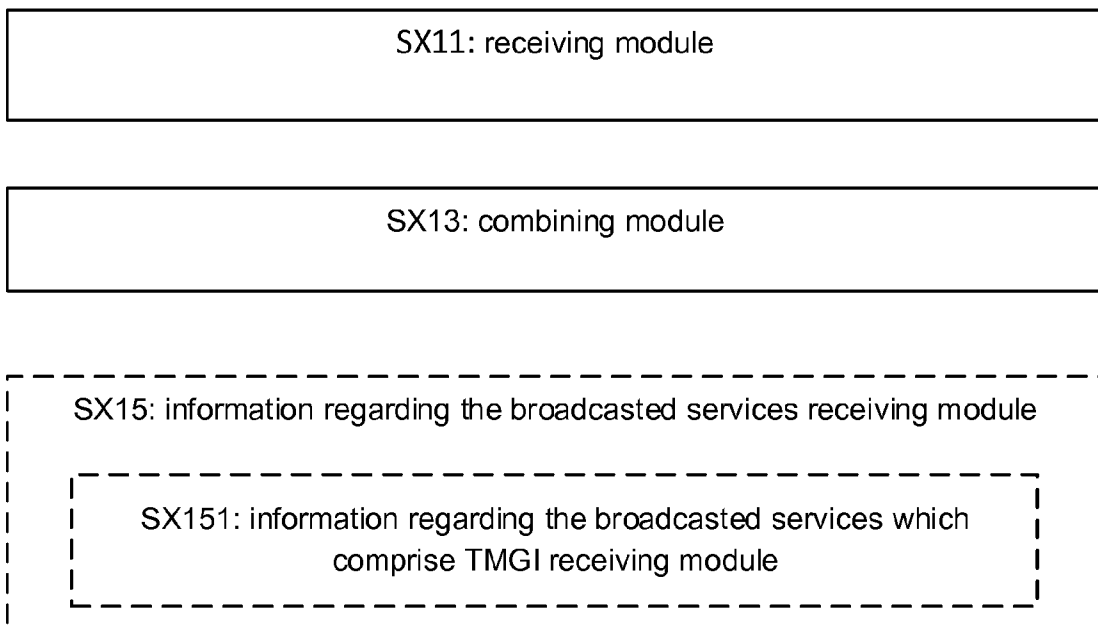 SX11: receiving module
SX13: combining module
SX15: information regarding the broadcasted services receiving module
SX151: information regarding the broadcasted services which
comprise TMGI receiving module